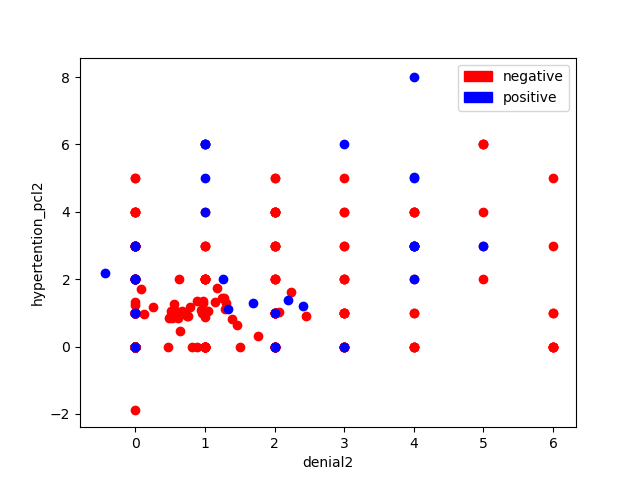 negative
positive
8
6
4
2
0
−2
hypertention_pcl2
0 1 2 3 4 5 6
denial2